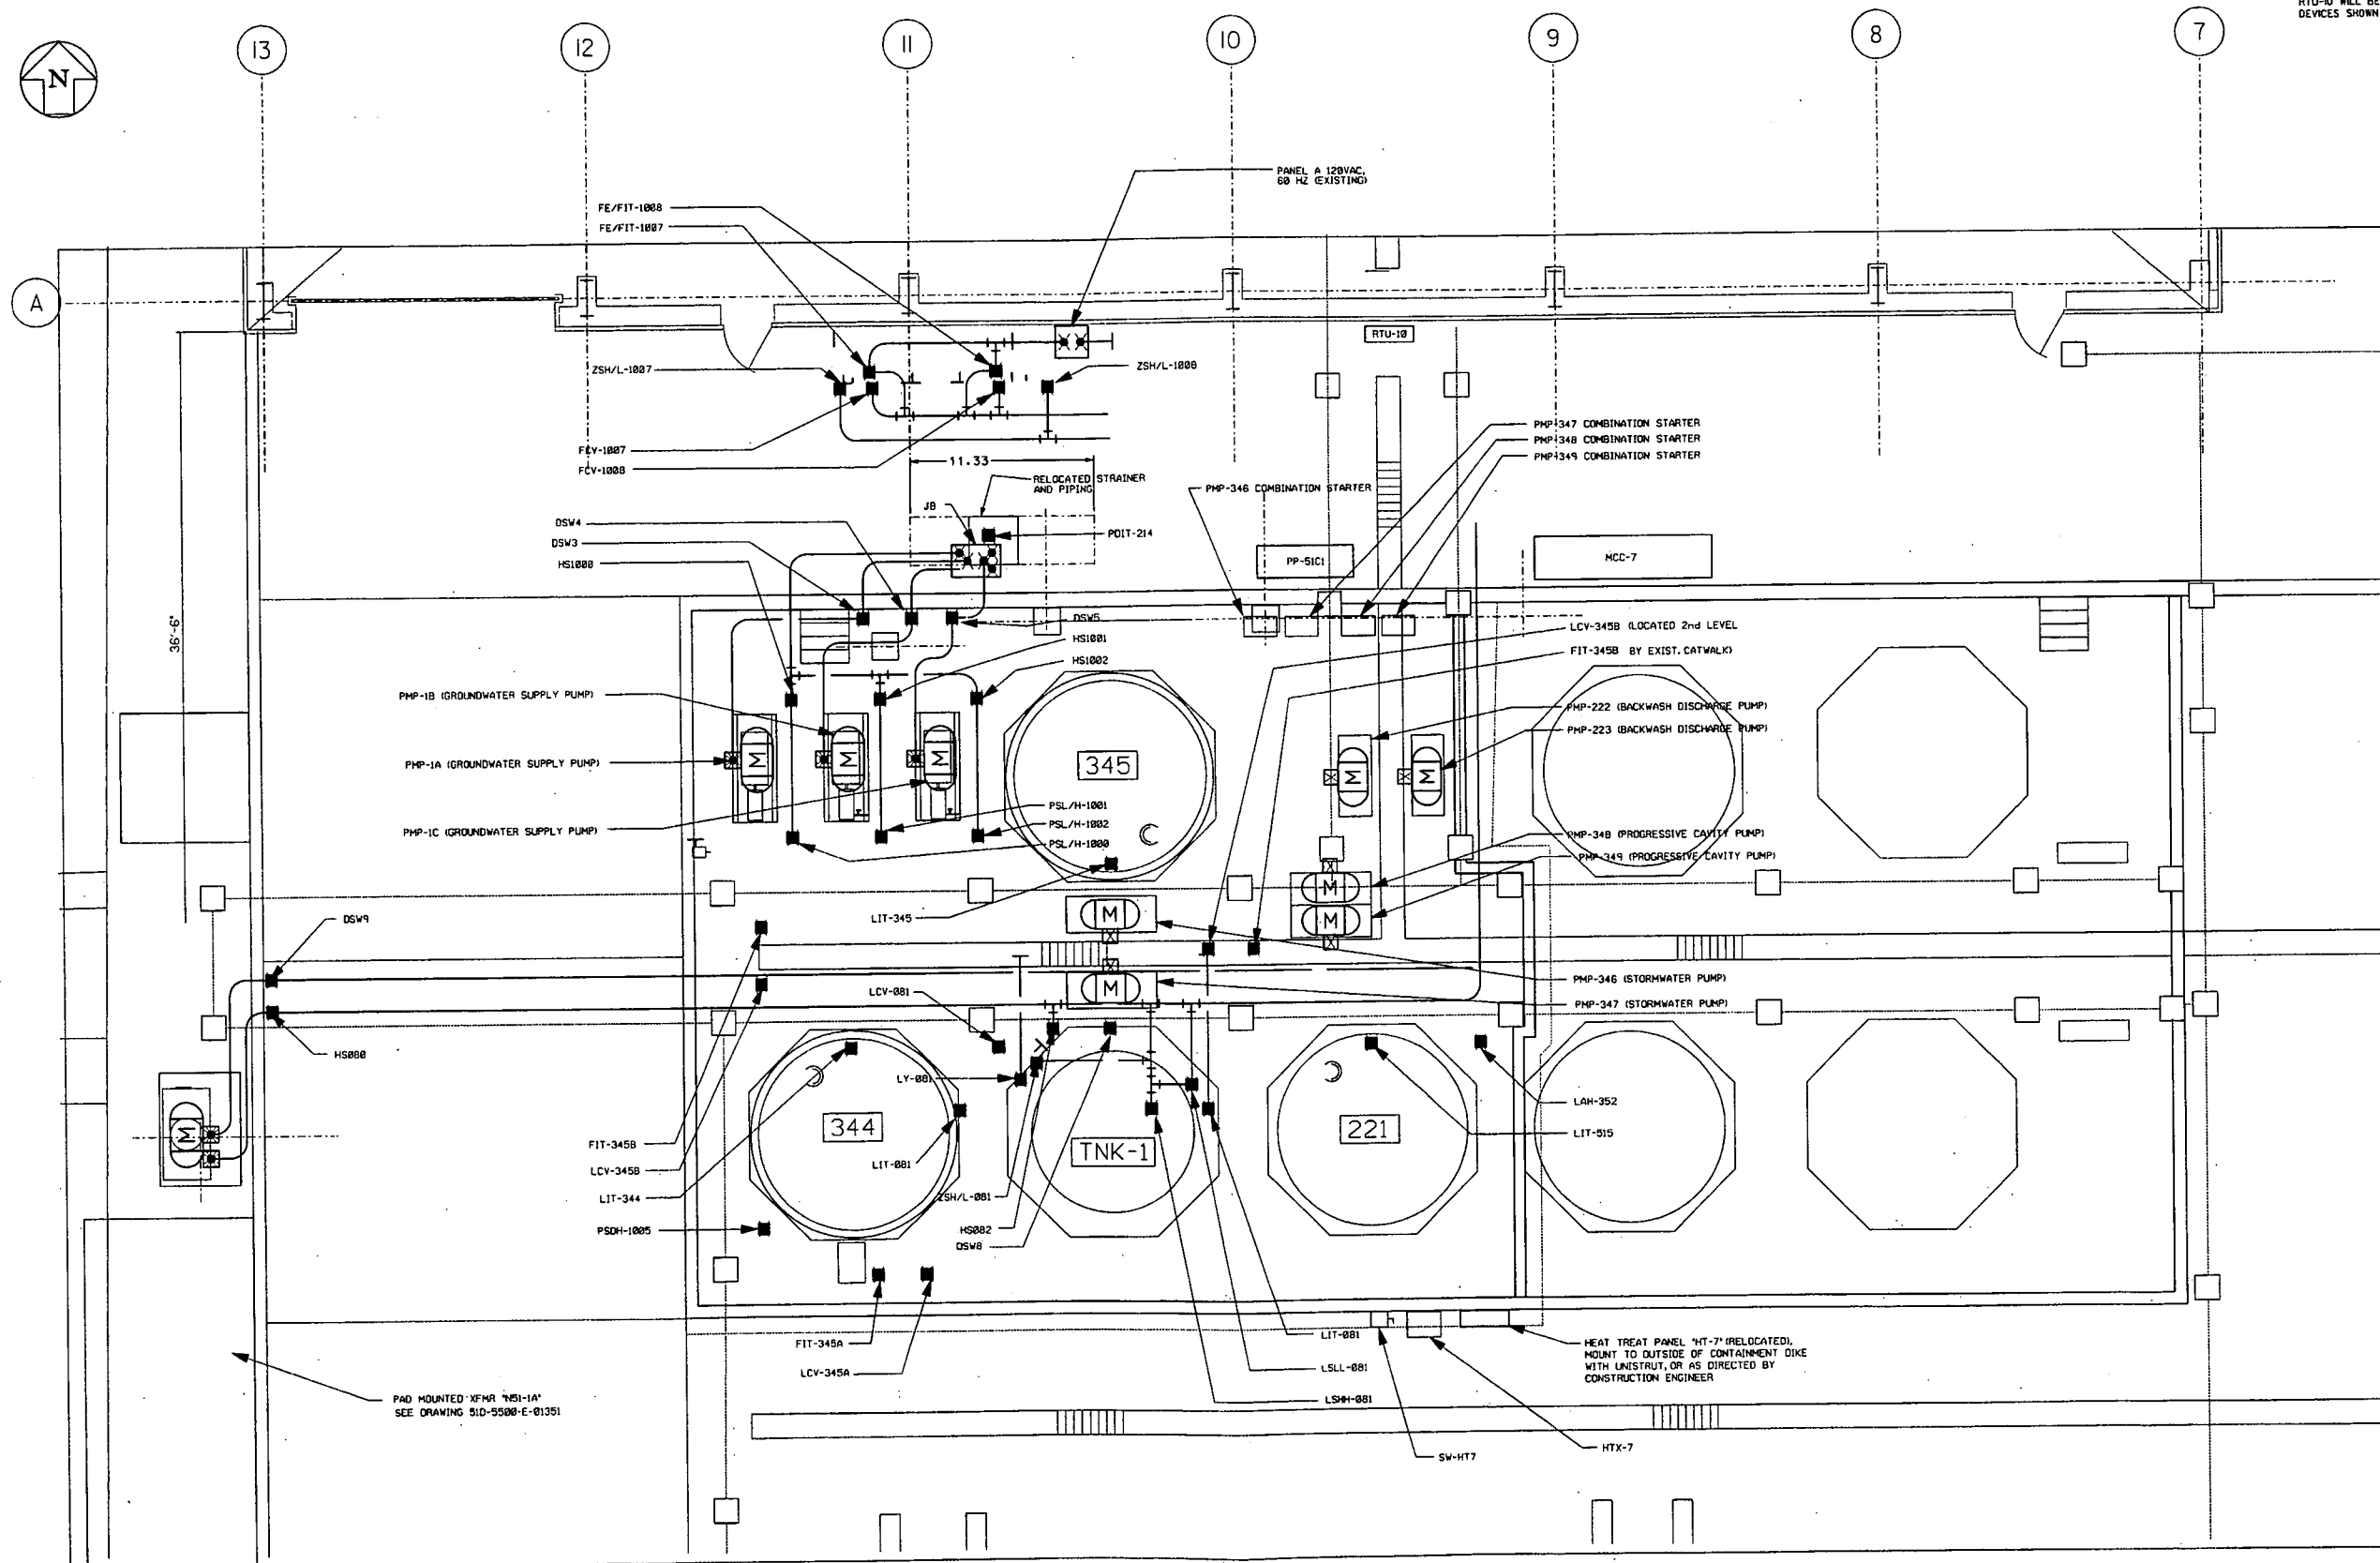 DEVICES SHOWN
13
12
11
10
9
8
7
N
A
PANEL A 120VAC,
60 HZ (EXISTING)
FE/FIT-1008
FE/FIT-1007
RTU-10
ZSH/L-1007
ZSH/L-1008
FCV-1007
FCV-1008
11.33
RELOCATED STRAINER
AND PIPING
JB
PDIT-214
DSW4
DSW3
HS1000
PMP-347 COMBINATION STARTER
PMP-348 COMBINATION STARTER
PMP-349 COMBINATION STARTER
PMP-346 COMBINATION STARTER
PP-51C1
MCC-7
36'-6"
DSW5
HS1001
HS1002
LCV-345B (LOCATED 2nd LEVEL
FIT-345B BY EXIST. CATWALK)
PMP-1B (GROUNDWATER SUPPLY PUMP)
PMP-1A (GROUNDWATER SUPPLY PUMP)
PMP-1C (GROUNDWATER SUPPLY PUMP)
M
M
M
345
PMP-222 (BACKWASH DISCHARGE PUMP)
PMP-223 (BACKWASH DISCHARGE PUMP)
M
M
PSL/H-1001
PSL/H-1002
PSL/H-1000
PMP-348 (PROGRESSIVE CAVITY PUMP)
PMP-349 (PROGRESSIVE CAVITY PUMP)
M
M
LIT-345
M
M
DSW9
HS080
PMP-346 (STORMWATER PUMP)
PMP-347 (STORMWATER PUMP)
LCV-081
LY-081
M
344
TNK-1
221
LAH-352
LIT-515
FIT-345B
LCV-345B
LIT-344
LIT-081
ZSH/L-081
PSDH-1005
HS082
DSW8
FIT-345A
LCV-345A
LIT-081
LSLL-081
LSHH-081
HEAT TREAT PANEL "HT-7" (RELOCATED),
MOUNT TO OUTSIDE OF CONTAINMENT DIKE
WITH UNISTRUT, OR AS DIRECTED BY
CONSTRUCTION ENGINEER
PAD MOUNTED XFMR "N51-1A"
SEE DRAWING 51D-5500-E-01351
SW-HT7
HTX-7